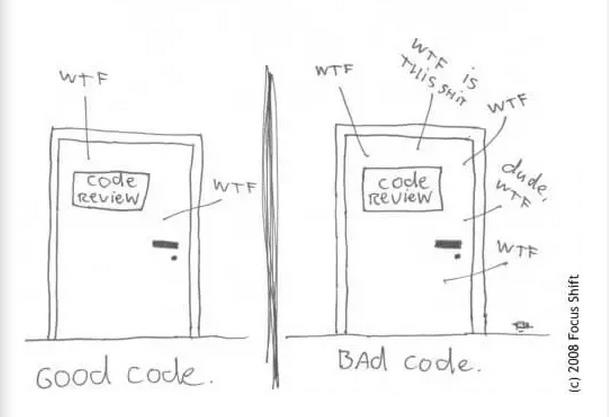 WTF
code
REVIEW
WTF
GOOD code.
WTF
WTF is
THIS SHIT
WTF
code
REVIEW
dude,
WTF
WTF
BAD code.
(c) 2008 Focus Shift